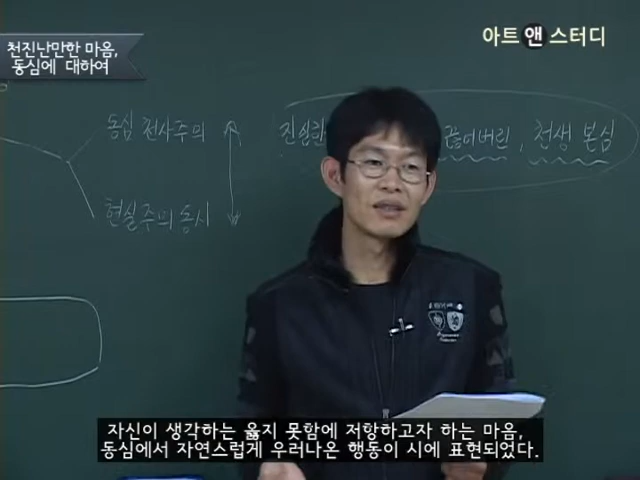 천진난만한 마음,
동심에 대하여
아트앤스터디
동심 천사주의
끊어버린, 천생 본심
현실주의 동시
자신이 생각하는 옳지 못함에 저항하고자 하는 마음,
동심에서 자연스럽게 우러나온 행동이 시에 표현되었다.